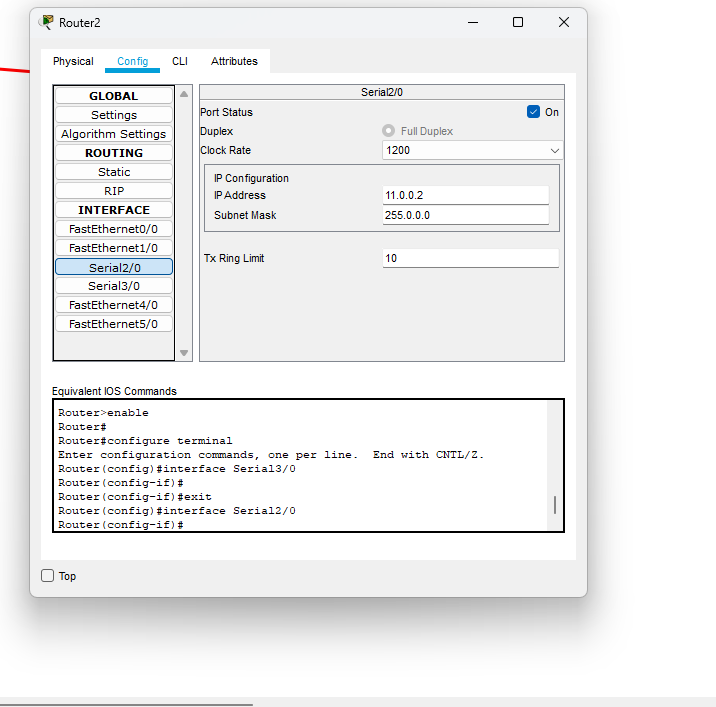 Router2
Physical Config CLI Attributes
GLOBAL
Settings
Algorithm Settings
ROUTING
Static
RIP
INTERFACE
FastEthernet0/0
FastEthernet1/0
Serial2/0
Serial3/0
FastEthernet4/0
FastEthernet5/0
Serial2/0
Port Status On
Duplex Full Duplex
Clock Rate 1200
IP Configuration
IP Address 11.0.0.2
Subnet Mask 255.0.0.0
Tx Ring Limit 10
Equivalent IOS Commands
Router>enable
Router#
Router#configure terminal
Enter configuration commands, one per line.  End with CNTL/Z.
Router(config)#interface Serial3/0
Router(config-if)#
Router(config-if)#exit
Router(config)#interface Serial2/0
Router(config-if)#
Top